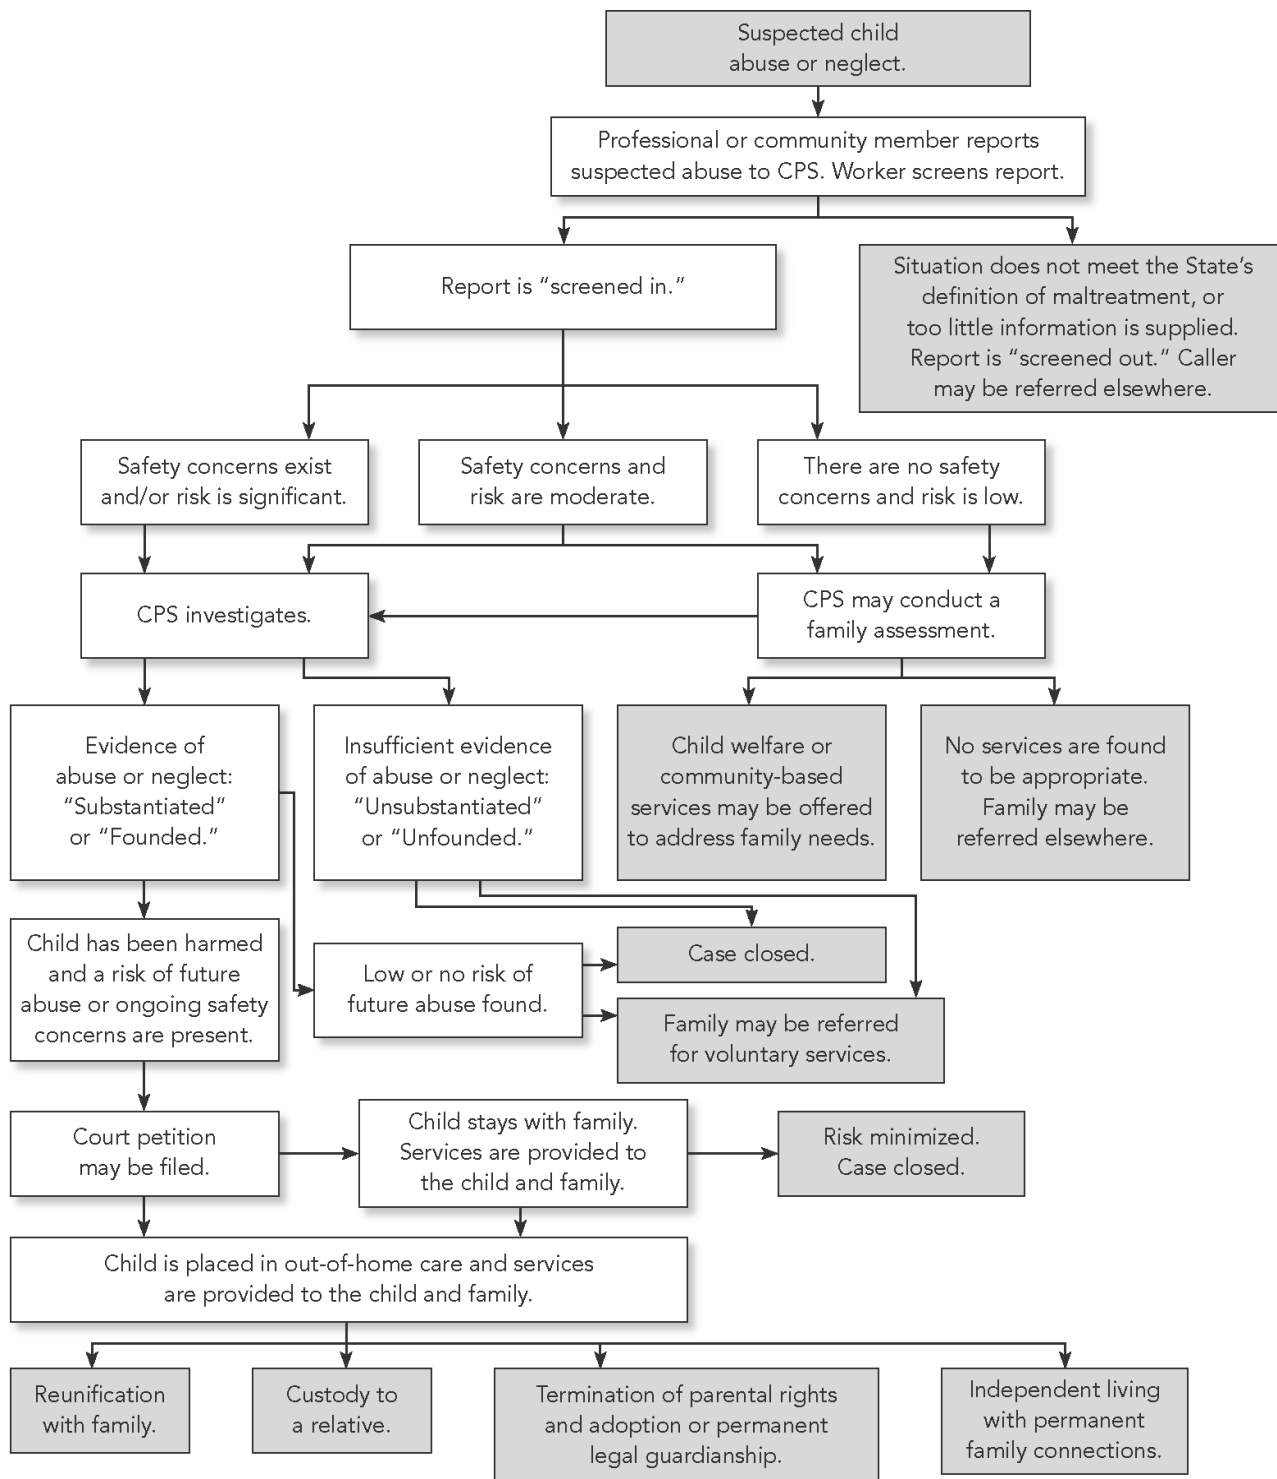 Suspected child
abuse or neglect.
Professional or community member reports
suspected abuse to CPS. Worker screens report.
Report is “screened in.”
Situation does not meet the State’s
definition of maltreatment, or
too little information is supplied.
Report is “screened out.” Caller
may be referred elsewhere.
Safety concerns exist
and/or risk is significant.
Safety concerns and
risk are moderate.
There are no safety
concerns and risk is low.
CPS investigates.
CPS may conduct a
family assessment.
Evidence of
abuse or neglect:
“Substantiated”
or “Founded.”
Insufficient evidence
of abuse or neglect:
“Unsubstantiated”
or “Unfounded.”
Child welfare or
community-based
services may be offered
to address family needs.
No services are found
to be appropriate.
Family may be
referred elsewhere.
Child has been harmed
and a risk of future
abuse or ongoing safety
concerns are present.
Low or no risk of
future abuse found.
Case closed.
Family may be referred
for voluntary services.
Court petition
may be filed.
Child stays with family.
Services are provided to
the child and family.
Risk minimized.
Case closed.
Child is placed in out-of-home care and services
are provided to the child and family.
Reunification
with family.
Custody to
a relative.
Termination of parental rights
and adoption or permanent
legal guardianship.
Independent living
with permanent
family connections.